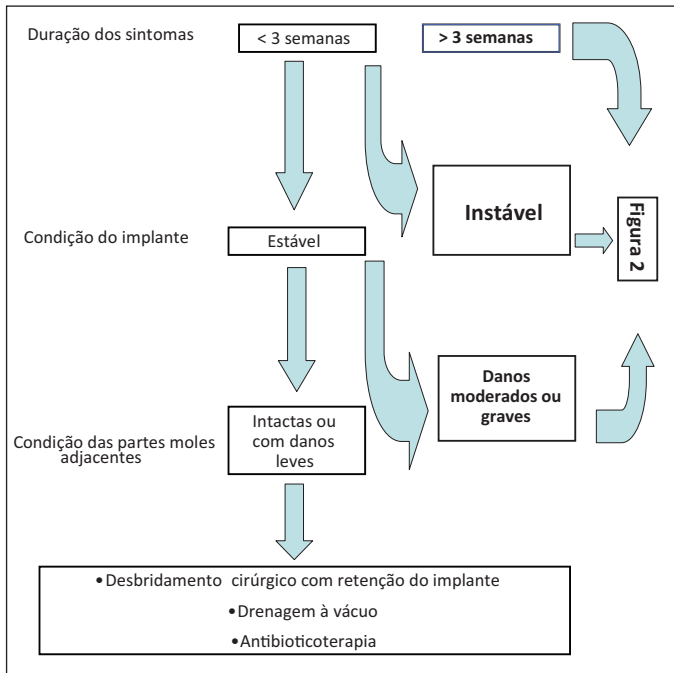 Duração dos sintomas
< 3 semanas
> 3 semanas
Condição do implante
Estável
Instável
Figura 2
Condição das partes moles
adjacentes
Intactas ou
com danos
leves
Danos
moderados ou
graves
•Desbridamento cirúrgico com retenção do implante
•Drenagem à vácuo
•Antibioticoterapia